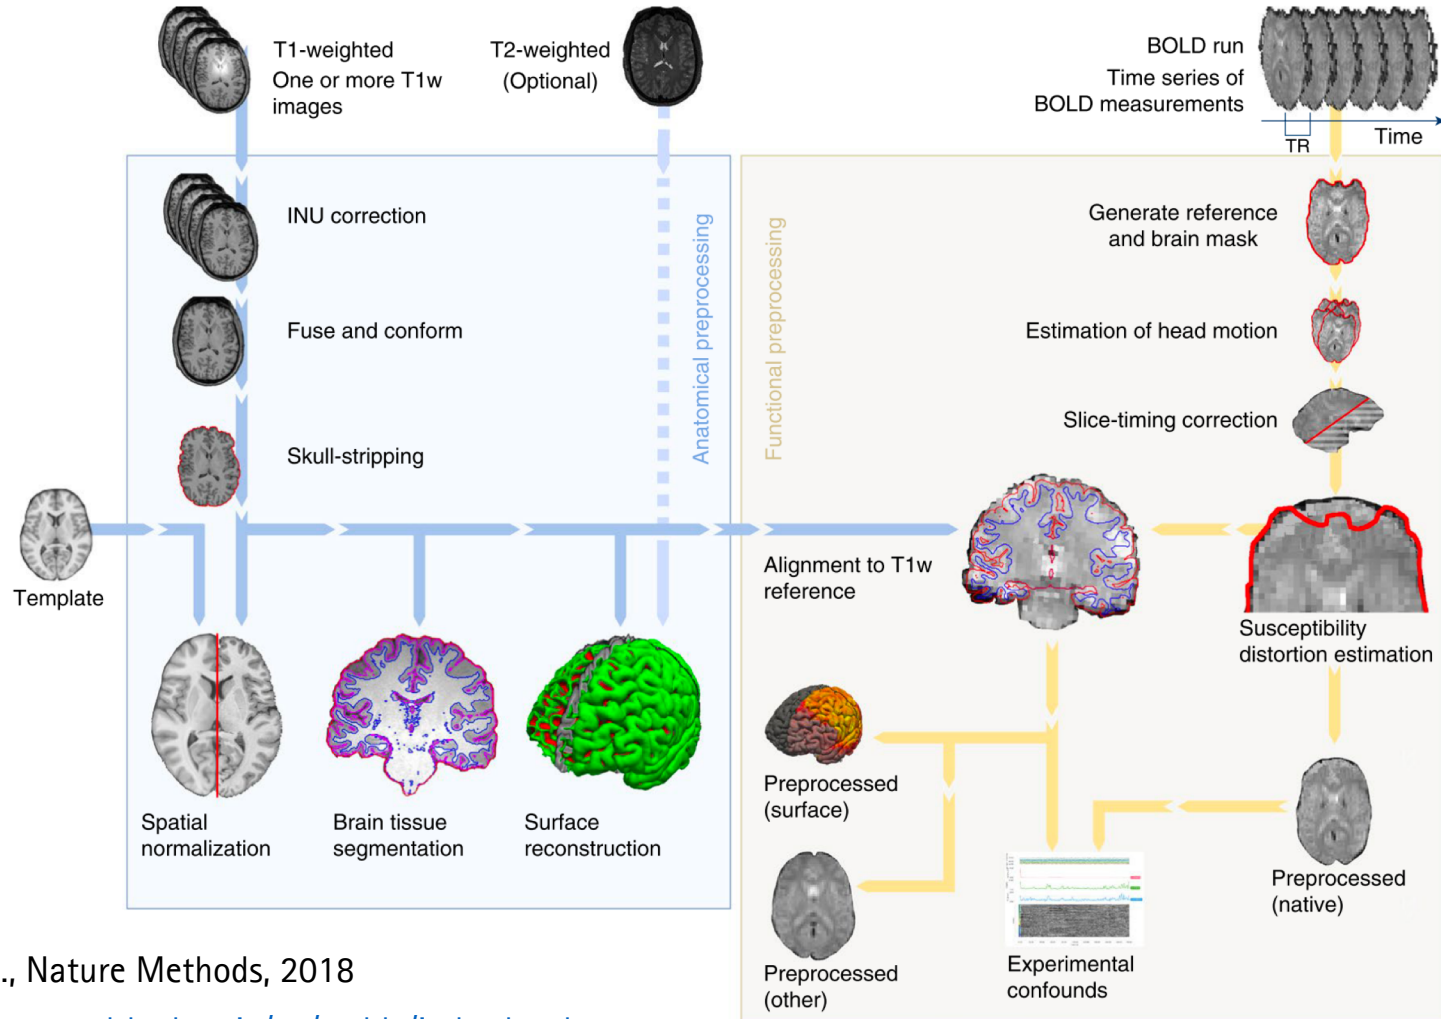 T1-weighted
One or more T1w
images
T2-weighted
(Optional)
BOLD run
Time series of
BOLD measurements
TR
Time
INU correction
Fuse and conform
Skull-stripping
Anatomical preprocessing
Functional preprocessing
Generate reference
and brain mask
Estimation of head motion
Slice-timing correction
Template
Alignment to T1w
reference
Susceptibility
distortion estimation
Spatial
normalization
Brain tissue
segmentation
Surface
reconstruction
Preprocessed
(surface)
Preprocessed
(other)
Experimental
confounds
Preprocessed
(native)
., Nature Methods, 2018